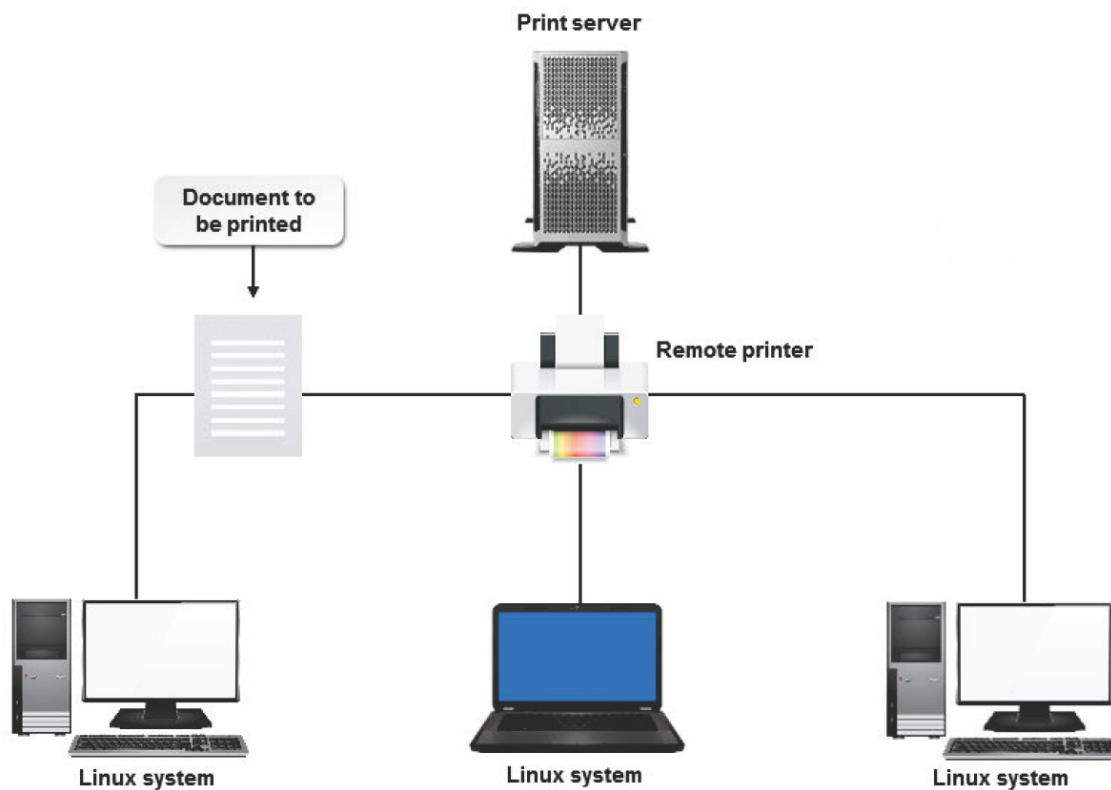 Print server
Document to
be printed
Remote printer
Linux system
Linux system
Linux system